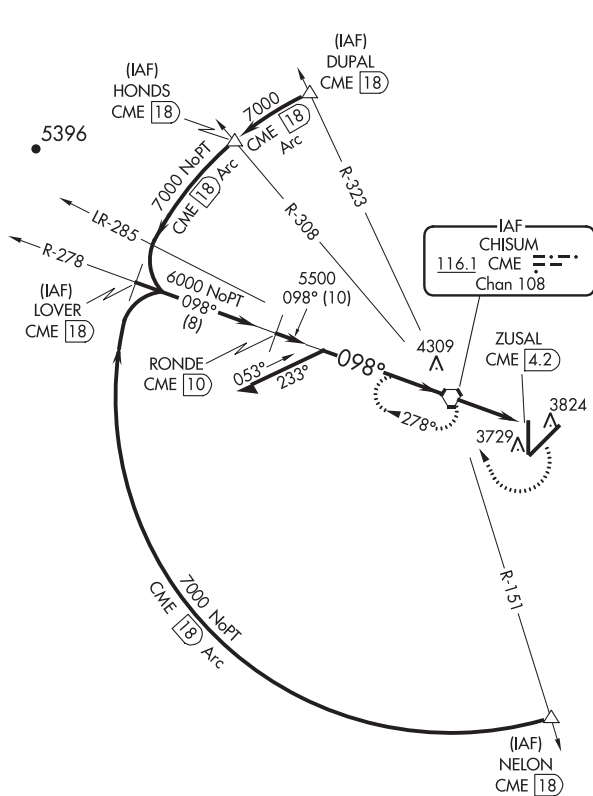 (IAF)
DUPAL
CME 18
(IAF)
HONDS
CME 18
7000
CME 18
Arc
5396
7000 NoPT
CME 18 Arc
R-323
R-308
LR-285
R-278
IAF
CHISUM
116.1 CME
Chan 108
(IAF)
LOVER
CME 18
6000 NoPT
098°
(8)
5500
098° (10)
RONDE
CME 10
053°
233°
098°
4309
ZUSAL
CME 4.2
278°
3729
3824
R-151
7000 NoPT
CME 18 Arc
(IAF)
NELON
CME 18